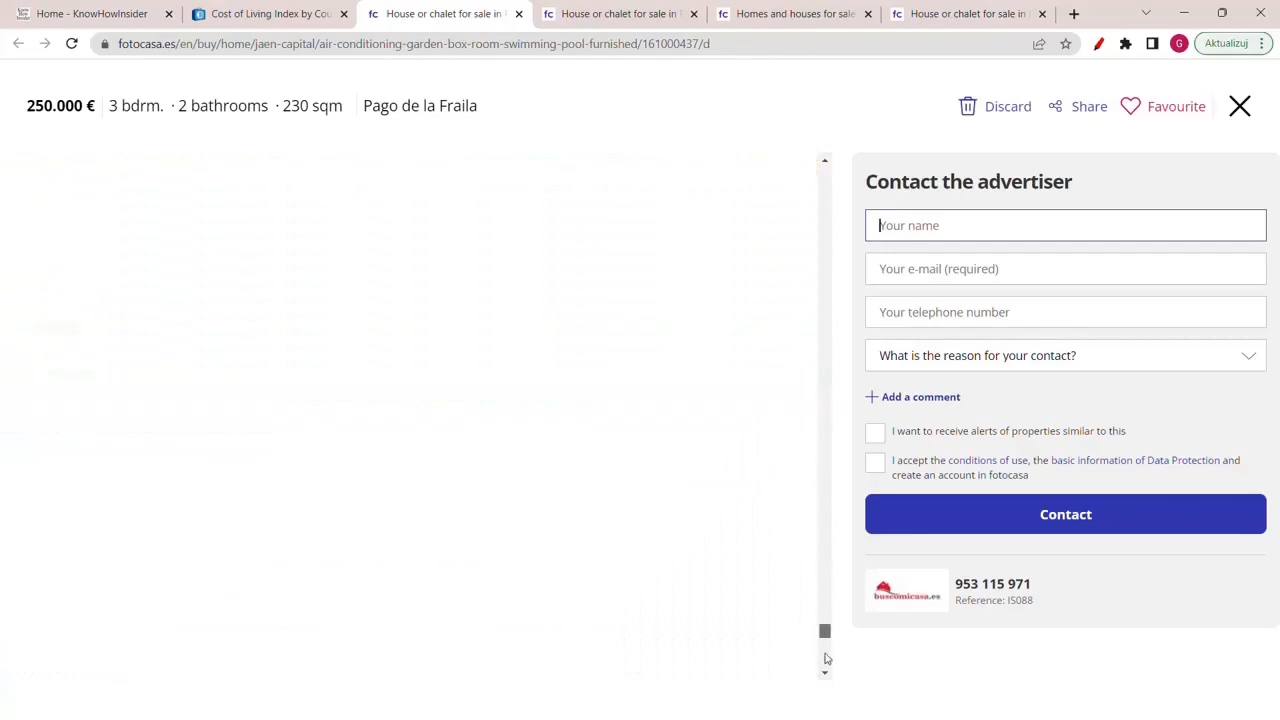 Home - KnowHowInsider
Cost of Living Index by Cou
House or chalet for sale in
House or chalet for sale in
Homes and houses for sale
House or chalet for sale in
fotocasa.es/en/buy/home/jaen-capital/air-conditioning-garden-box-room-swimming-pool-furnished/161000437/d
G
Aktualizuj
250.000 € 3 bdrm. · 2 bathrooms · 230 sqm Pago de la Fraila
Discard Share Favourite
Contact the advertiser
Your name
Your e-mail (required)
Your telephone number
What is the reason for your contact?
Add a comment
I want to receive alerts of properties similar to this
I accept the conditions of use, the basic information of Data Protection and
create an account in fotocasa
Contact
buscomicasa.es
953 115 971
Reference: IS088